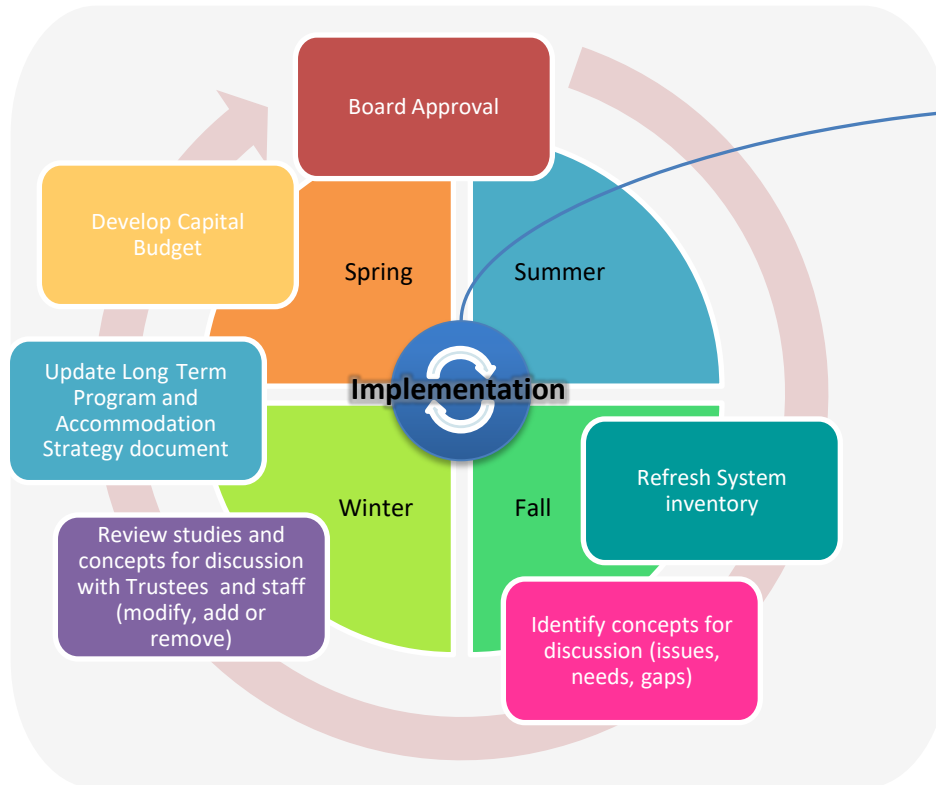 Board Approval
Develop Capital
Budget
Spring
Summer
Update Long Term
Program and
Accommodation
Strategy document
Implementation
Refresh System
inventory
Winter
Fall
Review studies and
concepts for discussion
with Trustees and staff
(modify, add or
remove)
Identify concepts for
discussion (issues,
needs, gaps)